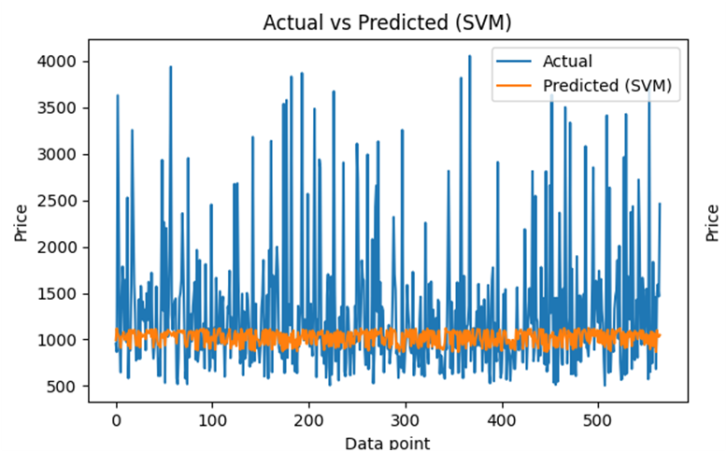 Actual vs Predicted (SVM)
Actual
Predicted (SVM)
Price
4000
3500
3000
2500
2000
1500
1000
500
0
100
200
300
400
500
Data point
Price